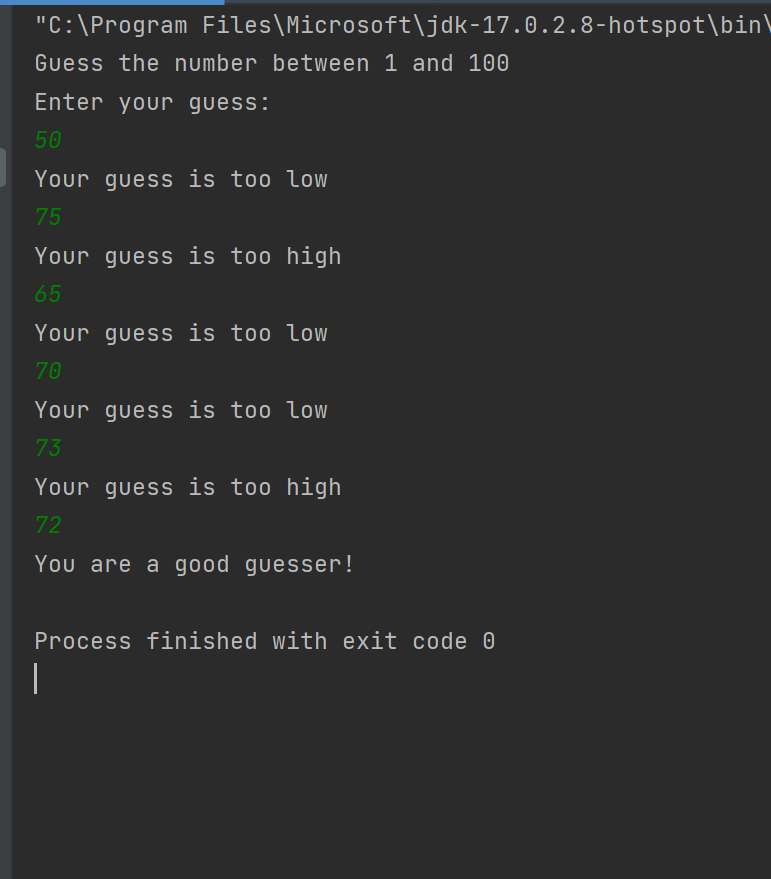 "C:\Program Files\Microsoft\jdk-17.0.2.8-hotspot\bin\
Guess the number between 1 and 100
Enter your guess:
50
Your guess is too low
75
Your guess is too high
65
Your guess is too low
70
Your guess is too low
73
Your guess is too high
72
You are a good guesser!
Process finished with exit code 0